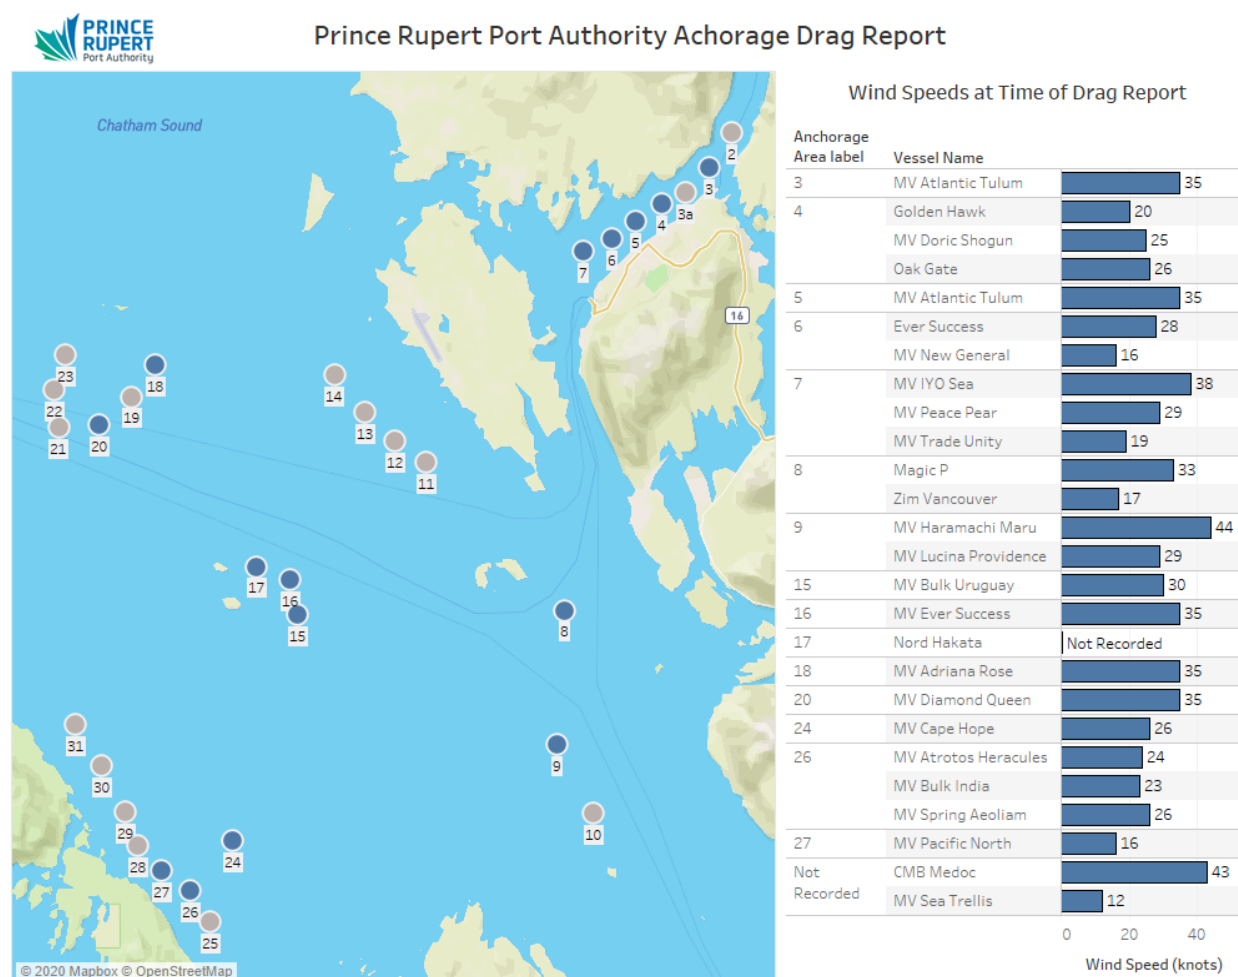 PRINCE
RUPERT
Port Authority
Prince Rupert Port Authority Achorage Drag Report
Chatham Sound
2
3
3a
4
5
6
7
16
23
18
22
19
21
20
14
13
12
11
17
16
15
8
31
9
30
29
10
28
24
27
26
25
© 2020 Mapbox © OpenStreetMap
Wind Speeds at Time of Drag Report
Anchorage
Area label Vessel Name
3 MV Atlantic Tulum 35
4 Golden Hawk 20
MV Doric Shogun 25
Oak Gate 26
5 MV Atlantic Tulum 35
6 Ever Success 28
MV New General 16
7 MV IYO Sea 38
MV Peace Pear 29
MV Trade Unity 19
8 Magic P 33
Zim Vancouver 17
9 MV Haramachi Maru 44
MV Lucina Providence 29
15 MV Bulk Uruguay 30
16 MV Ever Success 35
17 Nord Hakata Not Recorded
18 MV Adriana Rose 35
20 MV Diamond Queen 35
24 MV Cape Hope 26
26 MV Atrotos Heracules 24
MV Bulk India 23
MV Spring Aeoliam 26
27 MV Pacific North 16
Not CMB Medoc 43
Recorded MV Sea Trellis 12
0 20 40
Wind Speed (knots)